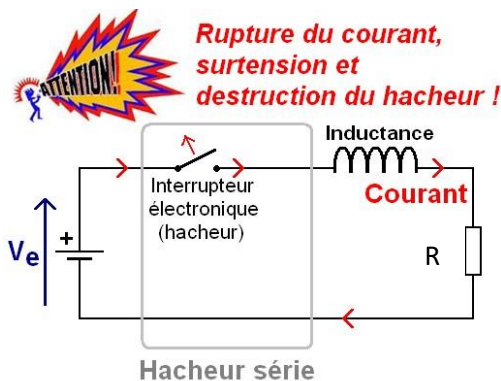 ATTENTION!!
Rupture du courant,
surtension et
destruction du hacheur !
Inductance
Interrupteur
électronique
(hacheur)
Courant
+
Ve
R
Hacheur série